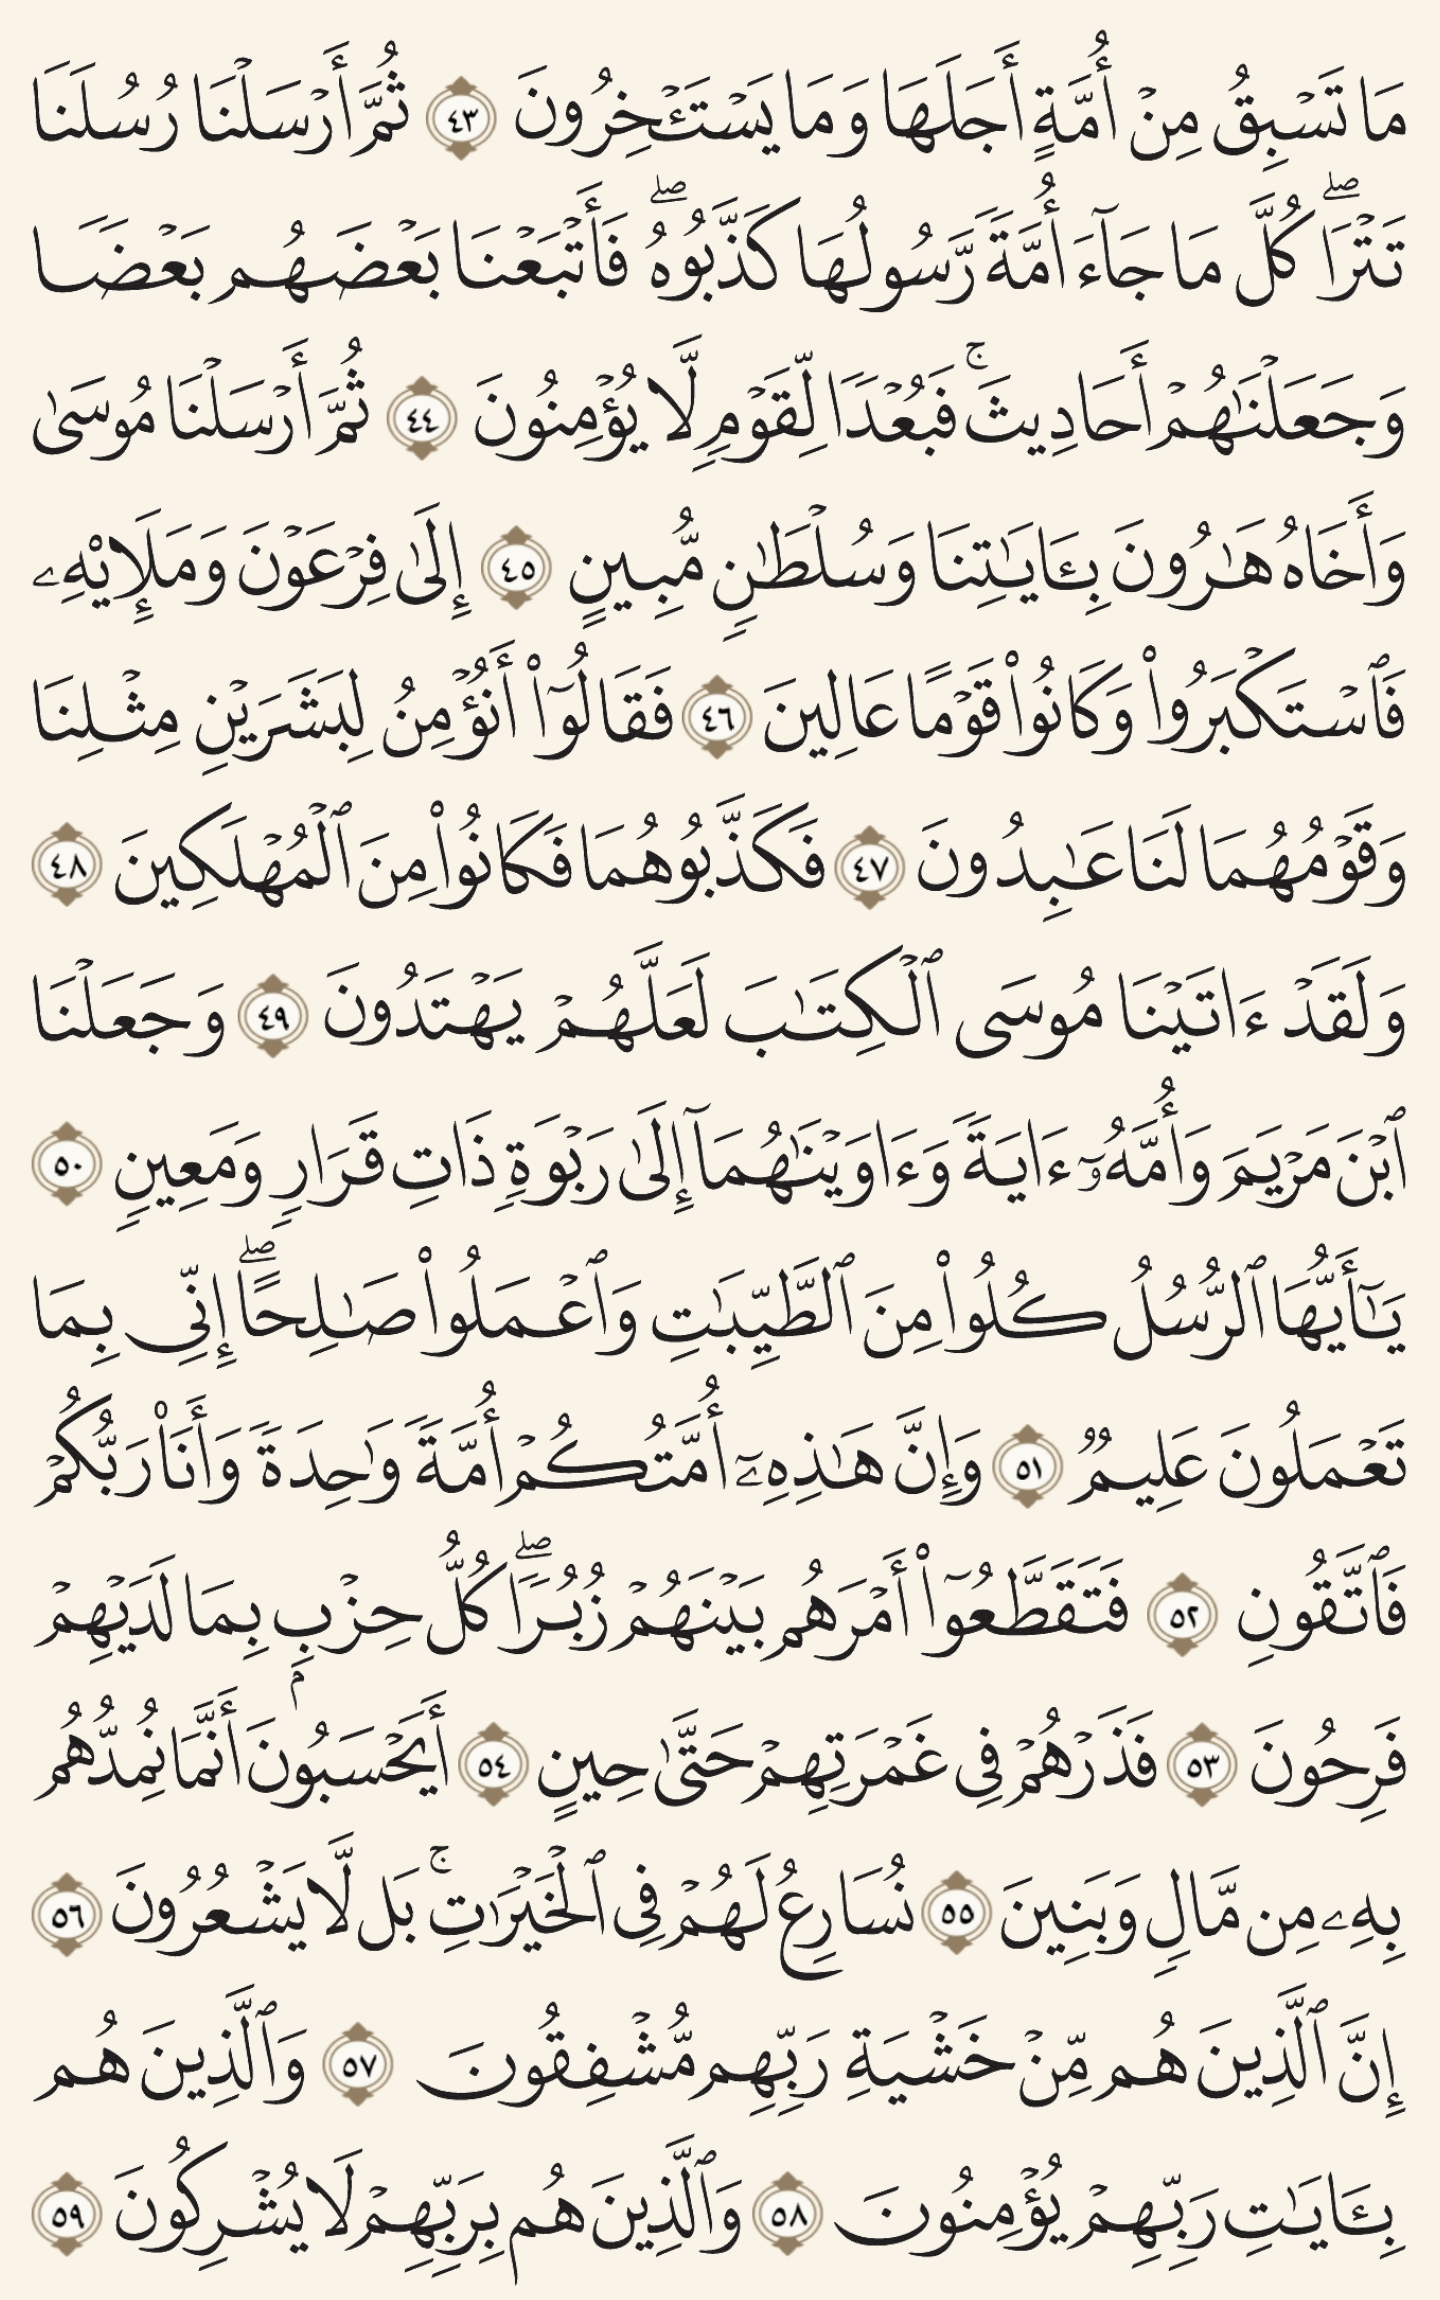 مَا تَسۡبِقُ مِنۡ أُمَّةٍ أَجَلَهَا وَمَا يَسۡتَـٔۡخِرُونَ ٤٣ ثُمَّ أَرۡسَلۡنَا رُسُلَنَا
تَتۡرَاۖ كُلَّ مَا جَآءَ أُمَّةٗ رَّسُولُهَا كَذَّبُوهُۖ فَأَتۡبَعۡنَا بَعۡضَهُم بَعۡضٗا
وَجَعَلۡنَٰهُمۡ أَحَادِيثَۚ فَبُعۡدٗا لِّقَوۡمٖ لَّا يُؤۡمِنُونَ ٤٤ ثُمَّ أَرۡسَلۡنَا مُوسَىٰ
وَأَخَاهُ هَٰرُونَ بِـَٔايَٰتِنَا وَسُلۡطَٰنٖ مُّبِينٍ ٤٥ إِلَىٰ فِرۡعَوۡنَ وَمَلَإِيْهِۦ
فَٱسۡتَكۡبَرُواْ وَكَانُواْ قَوۡمًا عَالِينَ ٤٦ فَقَالُوٓاْ أَنُؤۡمِنُ لِبَشَرَيۡنِ مِثۡلِنَا
وَقَوۡمُهُمَا لَنَا عَٰبِدُونَ ٤٧ فَكَذَّبُوهُمَا فَكَانُواْ مِنَ ٱلۡمُهۡلَكِينَ ٤٨
وَلَقَدۡ ءَاتَيۡنَا مُوسَى ٱلۡكِتَٰبَ لَعَلَّهُمۡ يَهۡتَدُونَ ٤٩ وَجَعَلۡنَا
ٱبۡنَ مَرۡيَمَ وَأُمَّهُۥٓ ءَايَةٗ وَءَاوَيۡنَٰهُمَآ إِلَىٰ رَبۡوَةٖ ذَاتِ قَرَارٖ وَمَعِينٖ ٥٠
يَٰٓأَيُّهَا ٱلرُّسُلُ كُلُواْ مِنَ ٱلطَّيِّبَٰتِ وَٱعۡمَلُواْ صَٰلِحًاۖ إِنِّي بِمَا
تَعۡمَلُونَ عَلِيمٞ ٥١ وَإِنَّ هَٰذِهِۦٓ أُمَّتُكُمۡ أُمَّةٗ وَٰحِدَةٗ وَأَنَا۠ رَبُّكُمۡ
فَٱتَّقُونِ ٥٢ فَتَقَطَّعُوٓاْ أَمۡرَهُم بَيۡنَهُمۡ زُبُرٗاۖ كُلُّ حِزۡبِۭ بِمَا لَدَيۡهِمۡ
فَرِحُونَ ٥٣ فَذَرۡهُمۡ فِي غَمۡرَتِهِمۡ حَتَّىٰ حِينٍ ٥٤ أَيَحۡسَبُونَ أَنَّمَا نُمِدُّهُم
بِهِۦ مِن مَّالٖ وَبَنِينَ ٥٥ نُسَارِعُ لَهُمۡ فِي ٱلۡخَيۡرَٰتِۚ بَل لَّا يَشۡعُرُونَ ٥٦
إِنَّ ٱلَّذِينَ هُم مِّنۡ خَشۡيَةِ رَبِّهِم مُّشۡفِقُونَ ٥٧ وَٱلَّذِينَ هُم
بِـَٔايَٰتِ رَبِّهِمۡ يُؤۡمِنُونَ ٥٨ وَٱلَّذِينَ هُم بِرَبِّهِمۡ لَا يُشۡرِكُونَ ٥٩